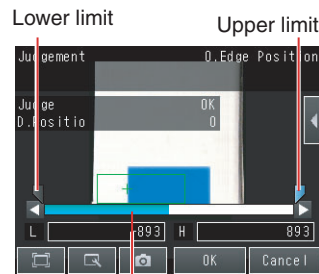 Lower limit
Upper limit
Judgement 0.Edge Position
Judge OK
D.Positio 0
L -893 H 893
OK Cancel